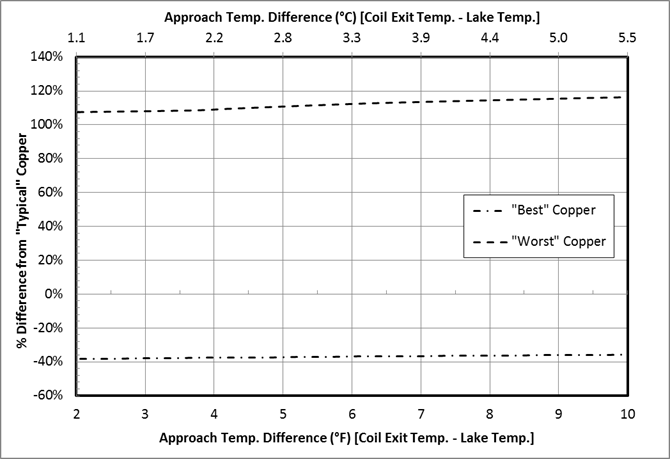 Approach Temp. Difference (°C) [Coil Exit Temp. - Lake Temp.]
1.1 1.7 2.2 2.8 3.3 3.9 4.4 5.0 5.5
140%
120%
100%
80%
60%
40%
20%
0%
-20%
-40%
-60%
% Difference from "Typical" Copper
"Best" Copper
"Worst" Copper
2 3 4 5 6 7 8 9 10
Approach Temp. Difference (°F) [Coil Exit Temp. - Lake Temp.]